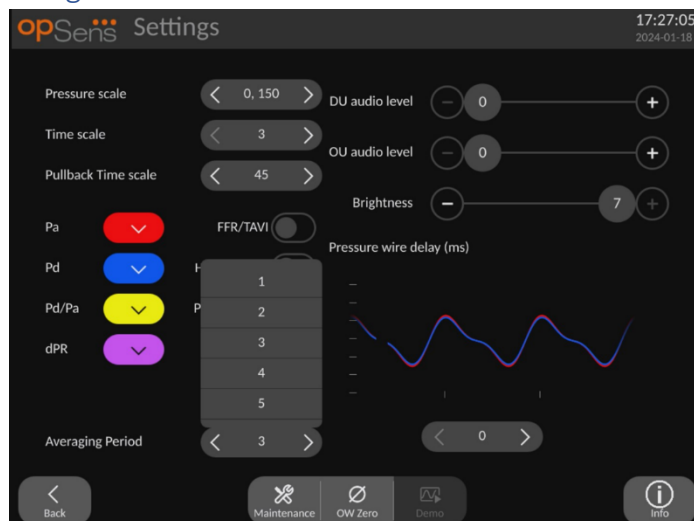 opSens Settings
17:27:05
2024-01-18
Pressure scale
0, 150
DU audio level
0
Time scale
3
OU audio level
0
Pullback Time scale
45
Brightness
7
Pa
FFR/TAVI
Pressure wire delay (ms)
Pd
H
Pd/Pa
P
dPR
1
2
3
4
5
Averaging Period
3
0
Back
Maintenance
OW Zero
Demo
Info